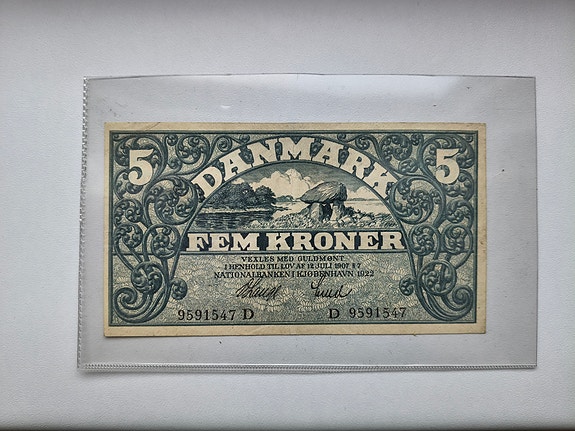 5 DANMARK 5
FEM KRONER
VEXLES MED GULDMØNT
I HENHOLD TIL LOV AF 12 JULI 1907 § 7
NATIONALBANKEN I KJØBENHAVN 1922
9591547 D D 9591547